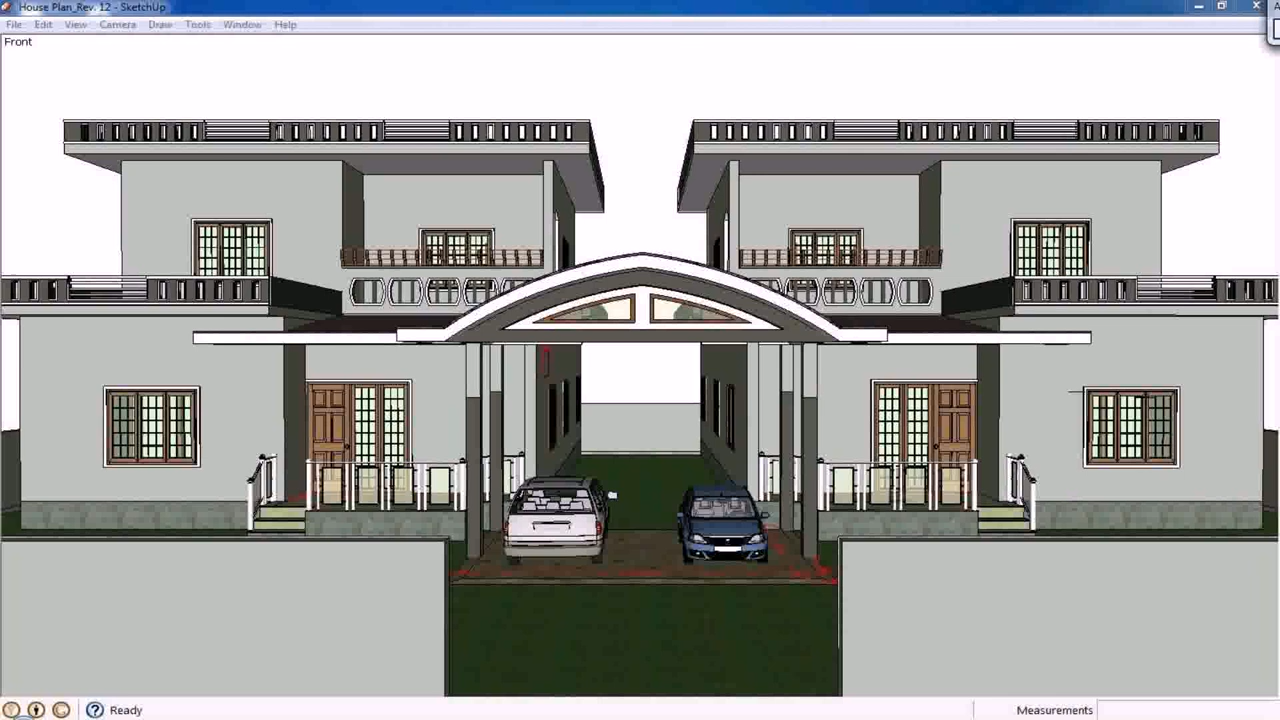 House Plan_Rev. 12 - SketchUp
File Edit View Camera Draw Tools Window Help
Front
Ready
Measurements